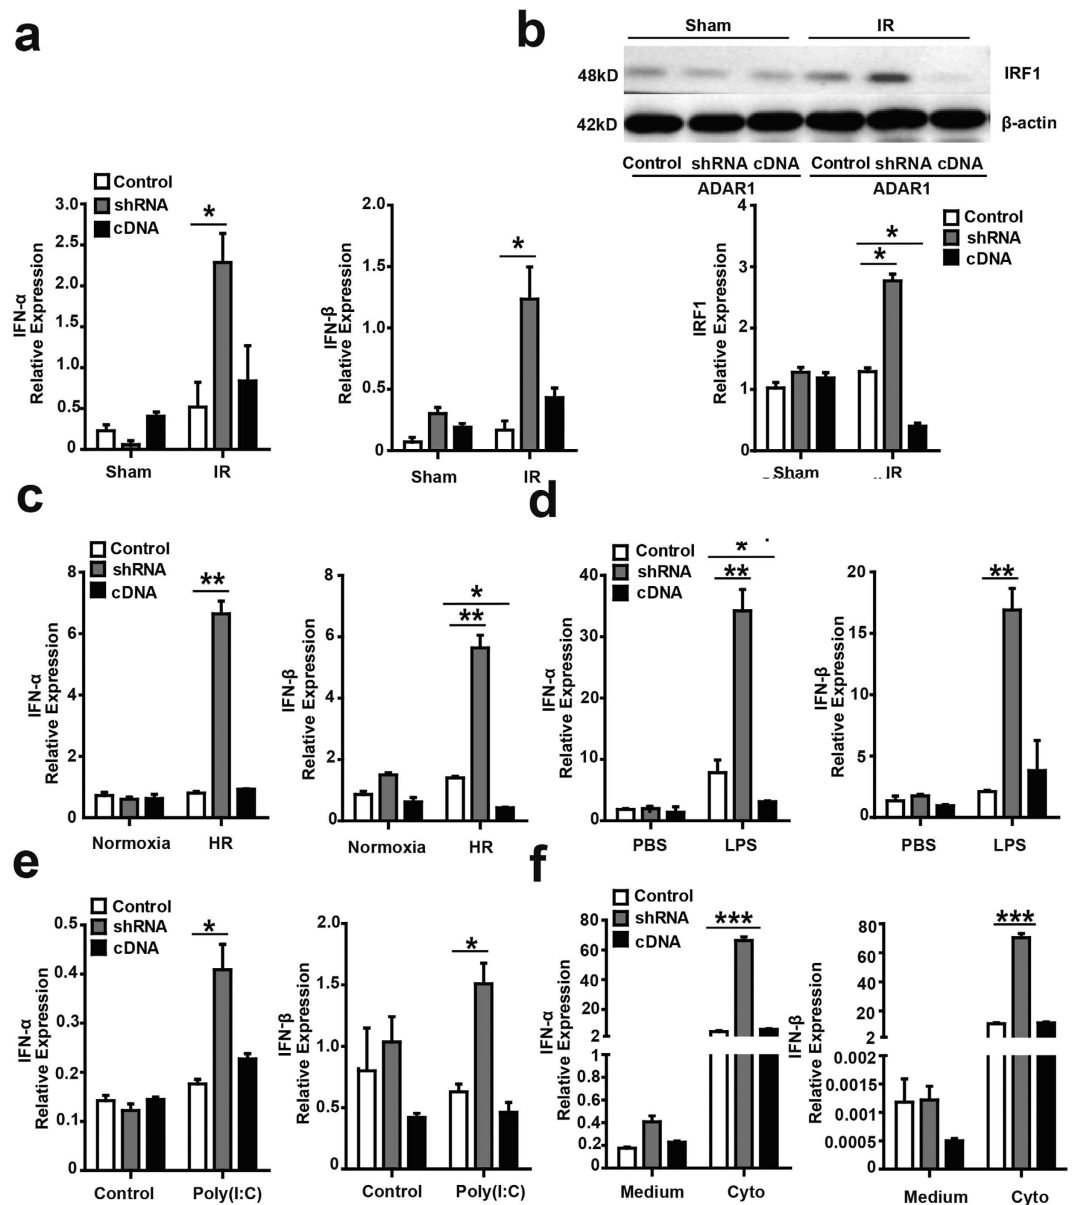 a
Control
shRNA
cDNA
*
3.0
2.5
2.0
1.5
1.0
0.5
0
IFN-α
Relative Expression
Sham
IR
*
2.0
1.5
1.0
0.5
0
IFN-β
Relative Expression
Sham
IR
b
Sham
IR
48kD
IRF1
42kD
β-actin
Control shRNA cDNA Control shRNA cDNA
ADAR1
ADAR1
Control
shRNA
cDNA
*
*
4
3
2
1
0
IRF1
Relative Expression
Sham
IR
c
Control
shRNA
cDNA
**
8
6
4
2
0
IFN-α
Relative Expression
Normoxia
HR
*
**
8
6
4
2
0
IFN-β
Relative Expression
Normoxia
HR
d
Control
shRNA
cDNA
*
**
40
30
20
10
0
IFN-α
Relative Expression
PBS
LPS
**
20
15
10
5
0
IFN-β
Relative Expression
PBS
LPS
e
Control
shRNA
cDNA
*
0.5
0.4
0.3
0.2
0.1
0
IFN-α
Relative Expression
Control
Poly(I:C)
*
2.0
1.5
1.0
0.5
0
IFN-β
Relative Expression
Control
Poly(I:C)
f
Control
shRNA
cDNA
***
80
60
40
20
2
1
0.8
0.6
0.4
0.2
0
IFN-α
Relative Expression
Medium
Cyto
***
80
60
40
20
2
0.002
0.0015
0.001
0.0005
0
IFN-β
Relative Expression
Medium
Cyto